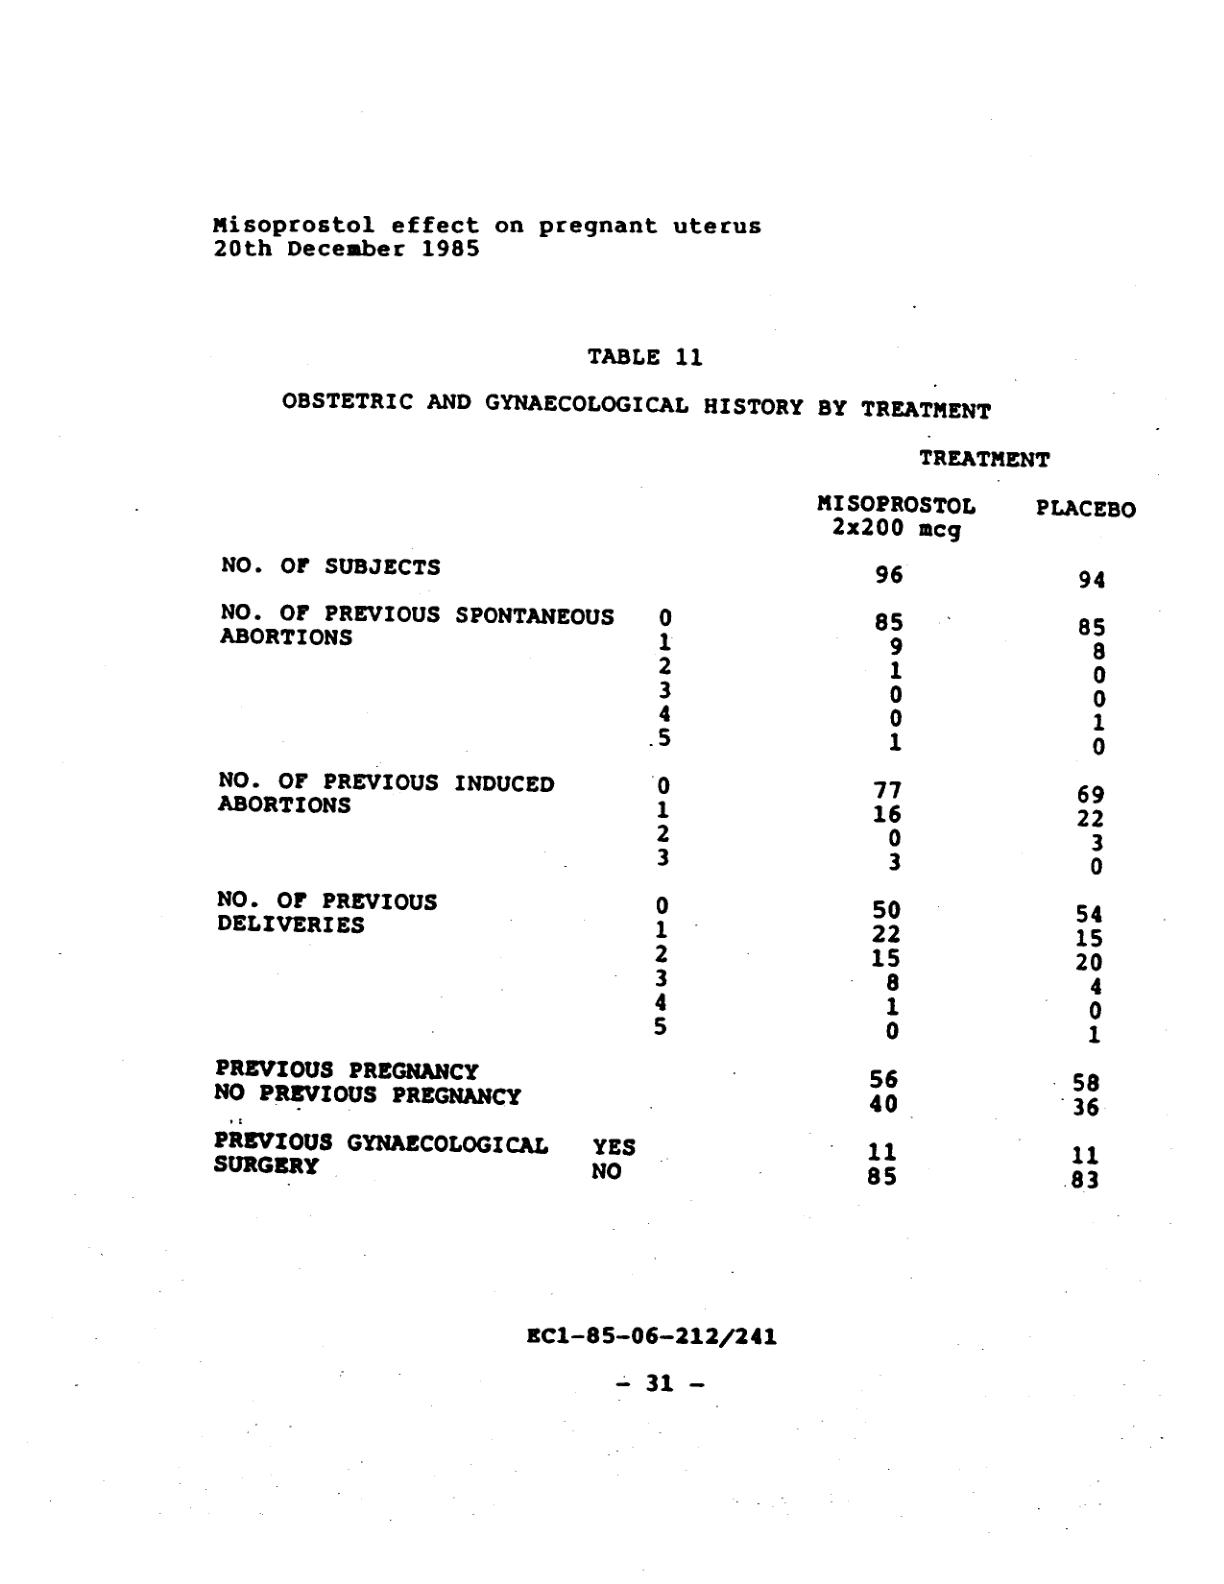 Misoprostol effect on pregnant uterus
20th December 1985
TABLE 11
OBSTETRIC AND GYNAECOLOGICAL HISTORY BY TREATMENT
TREATMENT
MISOPROSTOL PLACEBO
2x200 mcg
NO. OF SUBJECTS 96 94
NO. OF PREVIOUS SPONTANEOUS 0 85 85
ABORTIONS 1 9 8
2 1 0
3 0 0
4 0 1
5 1 0
NO. OF PREVIOUS INDUCED 0 77 69
ABORTIONS 1 16 22
2 0 3
3 3 0
NO. OF PREVIOUS 0 50 54
DELIVERIES 1 22 15
2 15 20
3 8 4
4 1 0
5 0 1
PREVIOUS PREGNANCY 56 58
NO PREVIOUS PREGNANCY 40 36
PREVIOUS GYNAECOLOGICAL YES 11 11
SURGERY NO 85 83
EC1-85-06-212/241
- 31 -